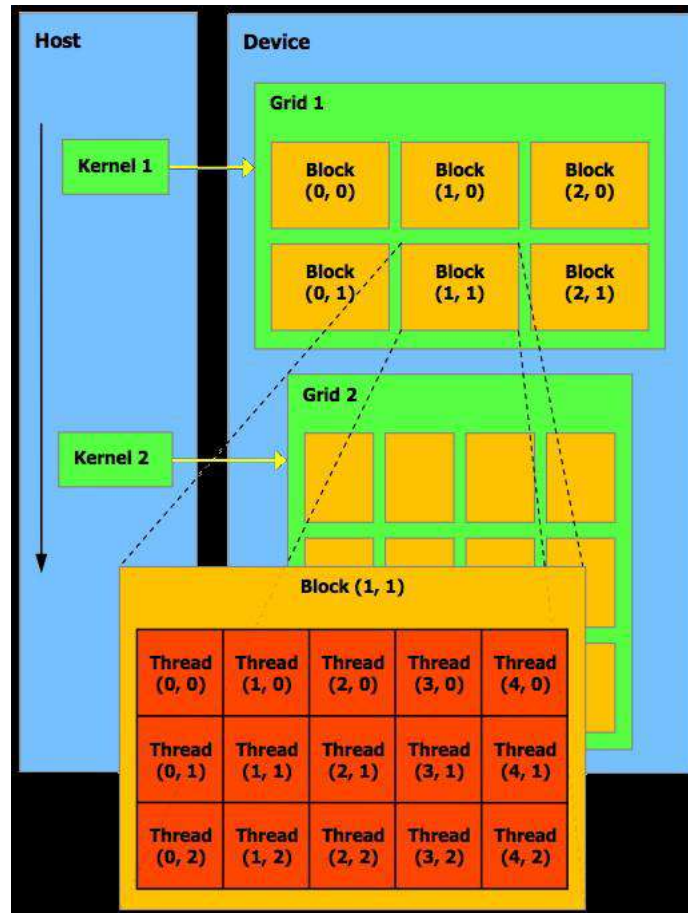 Host
Device
Grid 1
Kernel 1
Block
(0, 0)
Block
(1, 0)
Block
(2, 0)
Block
(0, 1)
Block
(1, 1)
Block
(2, 1)
Grid 2
Kernel 2
Block (1, 1)
Thread
(0, 0)
Thread
(1, 0)
Thread
(2, 0)
Thread
(3, 0)
Thread
(4, 0)
Thread
(0, 1)
Thread
(1, 1)
Thread
(2, 1)
Thread
(3, 1)
Thread
(4, 1)
Thread
(0, 2)
Thread
(1, 2)
Thread
(2, 2)
Thread
(3, 2)
Thread
(4, 2)